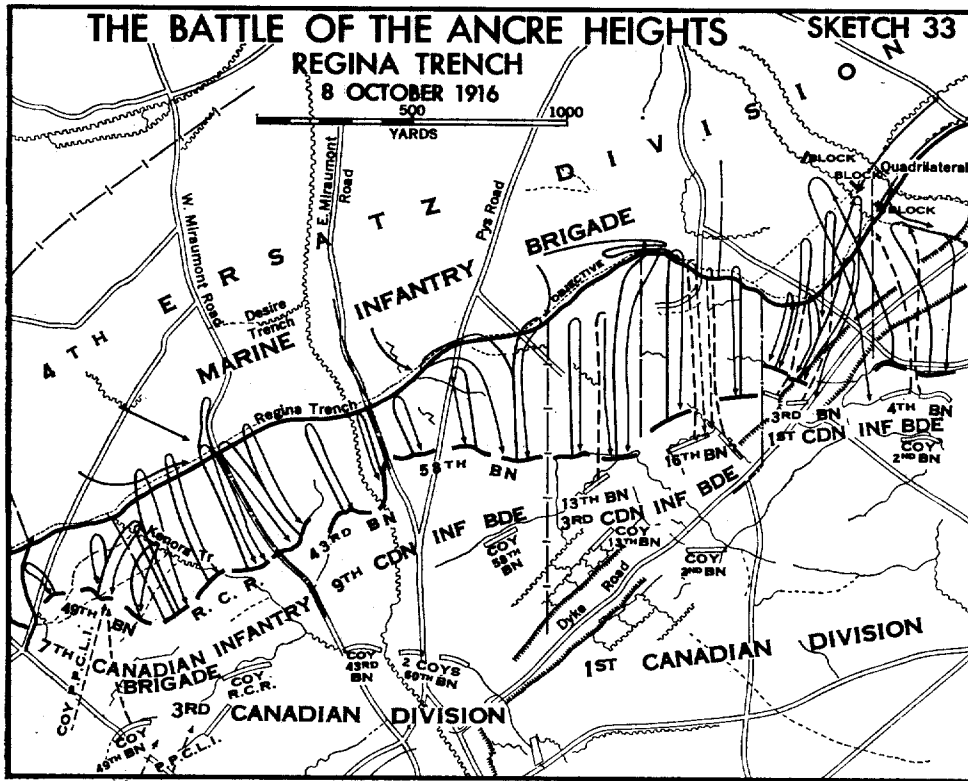 THE BATTLE OF THE ANCRE HEIGHTS
SKETCH 33
REGINA TRENCH
8 OCTOBER 1916
500
1000
YARDS
4TH ERSATZ DIVISION
MARINE INFANTRY BRIGADE
W. Miraumont Road
E. Miraumont Road
Pys Road
BLOCK
BLOCK
BLOCK
Quadrilateral
Desire Trench
OBJECTIVE
Regina Trench
Kenora Tr.
49TH BN
R. C. R.
43RD BN
58TH BN
13TH BN
16TH BN
3RD BN
4TH BN
7TH CANADIAN INFANTRY BRIGADE
9TH CDN INF BDE
3RD CDN INF BDE
1ST CDN INF BDE
COY 2ND BN
COY 58TH BN
COY 13TH BN
COY 2ND BN
Dyke Road
COY P.P.C.L.I.
COY R.C.R.
COY 43RD BN
2 COYS
COY 49TH BN
P.P.C.L.I.
3RD CANADIAN DIVISION
1ST CANADIAN DIVISION